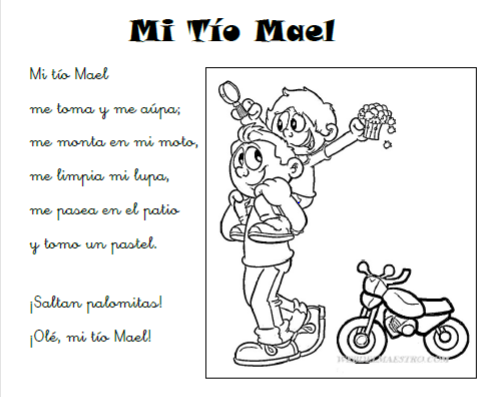 Mi Tío Mael
Mi tío Mael
me toma y me aúpa;
me monta en mi moto,
me limpia mi lupa,
me pasea en el patio
y tomo un pastel.
¡Saltan palomitas!
¡Olé, mi tío Mael!